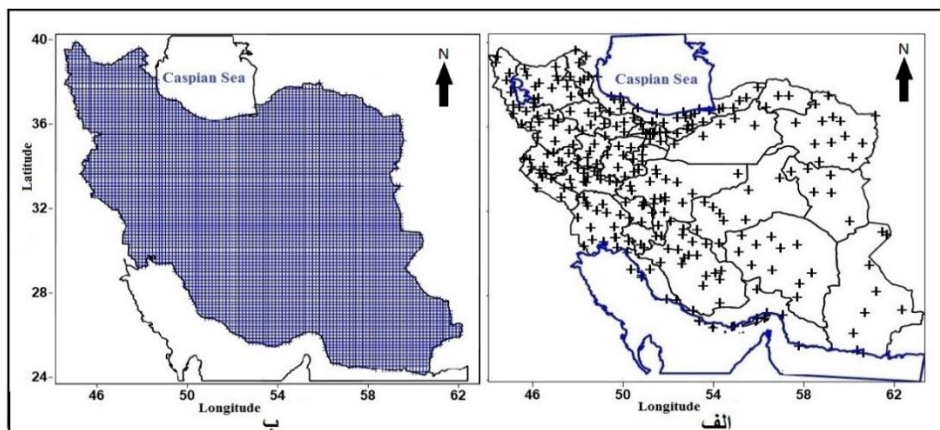 40
36
32
28
24
Latitude
Caspian Sea
N
46
50
54
58
62
Longitude
ب
Caspian Sea
N
46
50
54
58
62
Longitude
الف